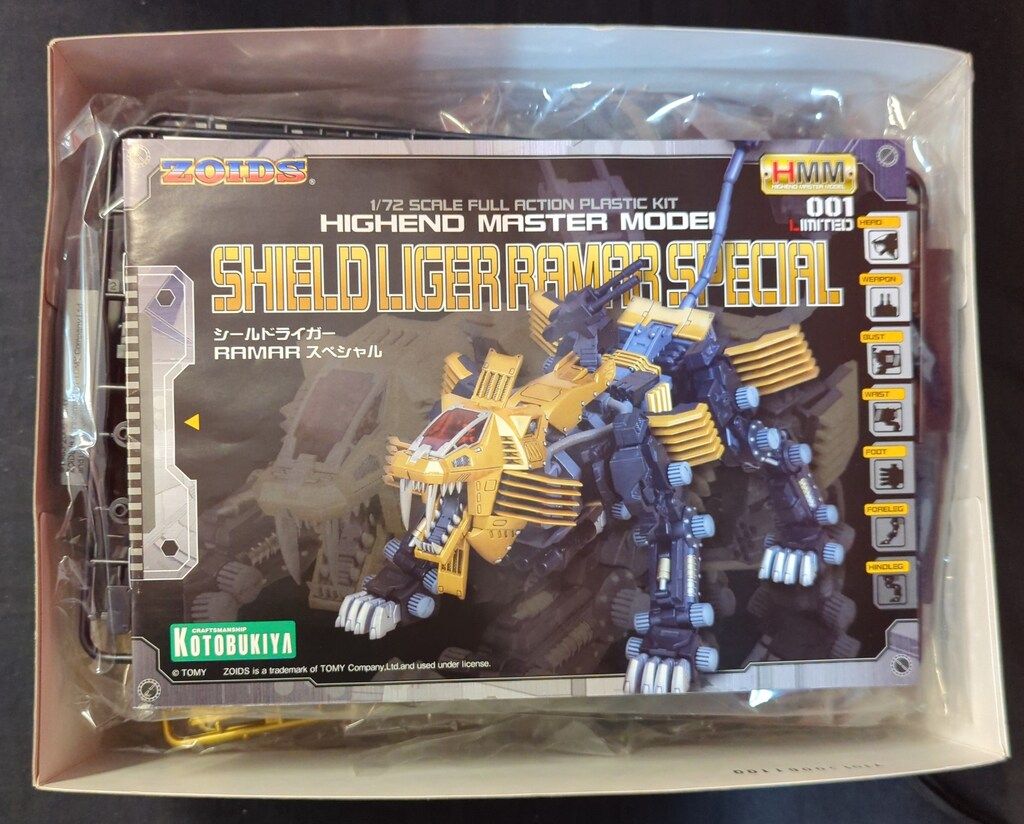 ZOIDS®
HMM
HIGHEND MASTER MODEL
001
LIMITED
1/72 SCALE FULL ACTION PLASTIC KIT
HIGHEND MASTER MODEL
SHIELD LIGER RAMAR SPECIAL
シールドライガー
RAMAR スペシャル
HEAD
WEAPON
BUST
WAIST
FOOT
FORELEG
HINDLEG
CRAFTSMANSHIP
KOTOBUKIYA
© TOMY ZOIDS is a trademark of TOMY Company,Ltd.and used under license.